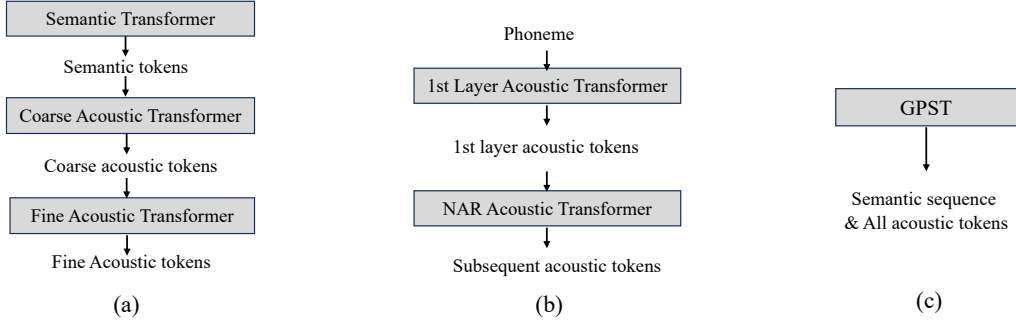 Semantic Transformer
Semantic tokens
Coarse Acoustic Transformer
Coarse acoustic tokens
Fine Acoustic Transformer
Fine Acoustic tokens
(a)
Phoneme
1st Layer Acoustic Transformer
1st layer acoustic tokens
NAR Acoustic Transformer
Subsequent acoustic tokens
(b)
GPST
Semantic sequence
& All acoustic tokens
(c)